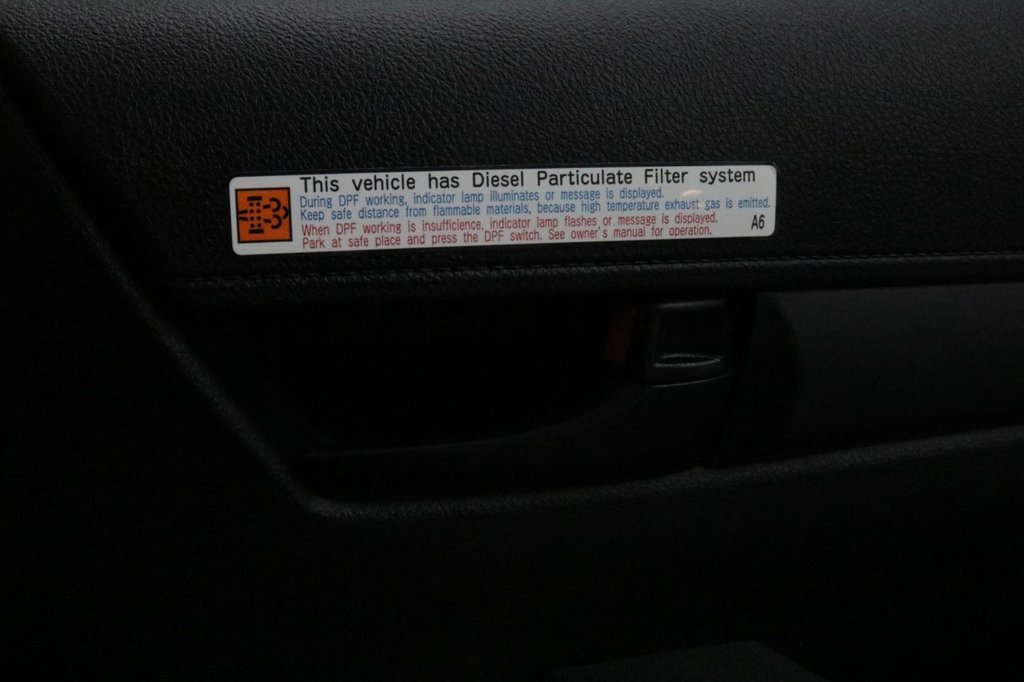 This vehicle has Diesel Particulate Filter system
During DPF working, indicator lamp illuminates or message is displayed.
Keep safe distance from flammable materials, because high temperature exhaust gas is emitted.
When DPF working is insufficience, indicator lamp flashes or message is displayed.
Park at safe place and press the DPF switch. See owner's manual for operation.
A6